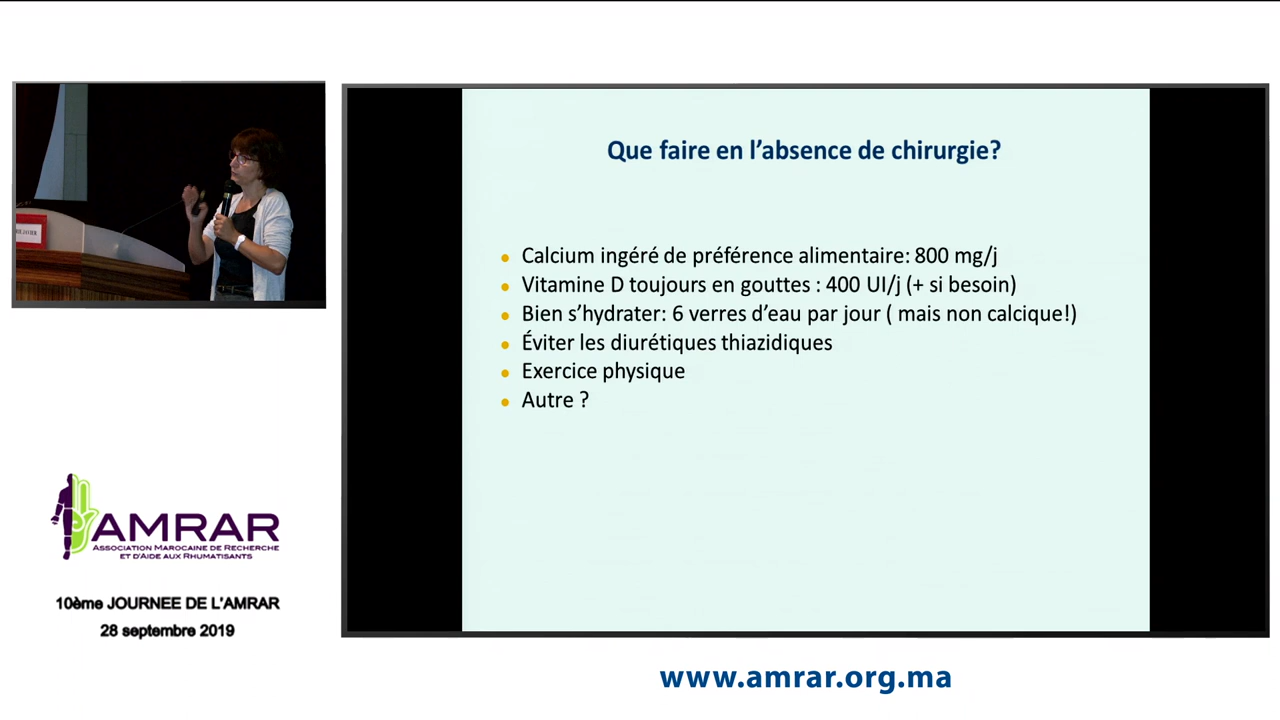 Que faire en l’absence de chirurgie?
Calcium ingéré de préférence alimentaire: 800 mg/j
Vitamine D toujours en gouttes : 400 UI/j (+ si besoin)
Bien s’hydrater: 6 verres d’eau par jour ( mais non calcique!)
Éviter les diurétiques thiazidiques
Exercice physique
Autre ?
AMRAR
Association Marocaine de Recherche
et d’Aide aux Rhumatisants
10ème JOURNEE DE L’AMRAR
28 septembre 2019
www.amrar.org.ma